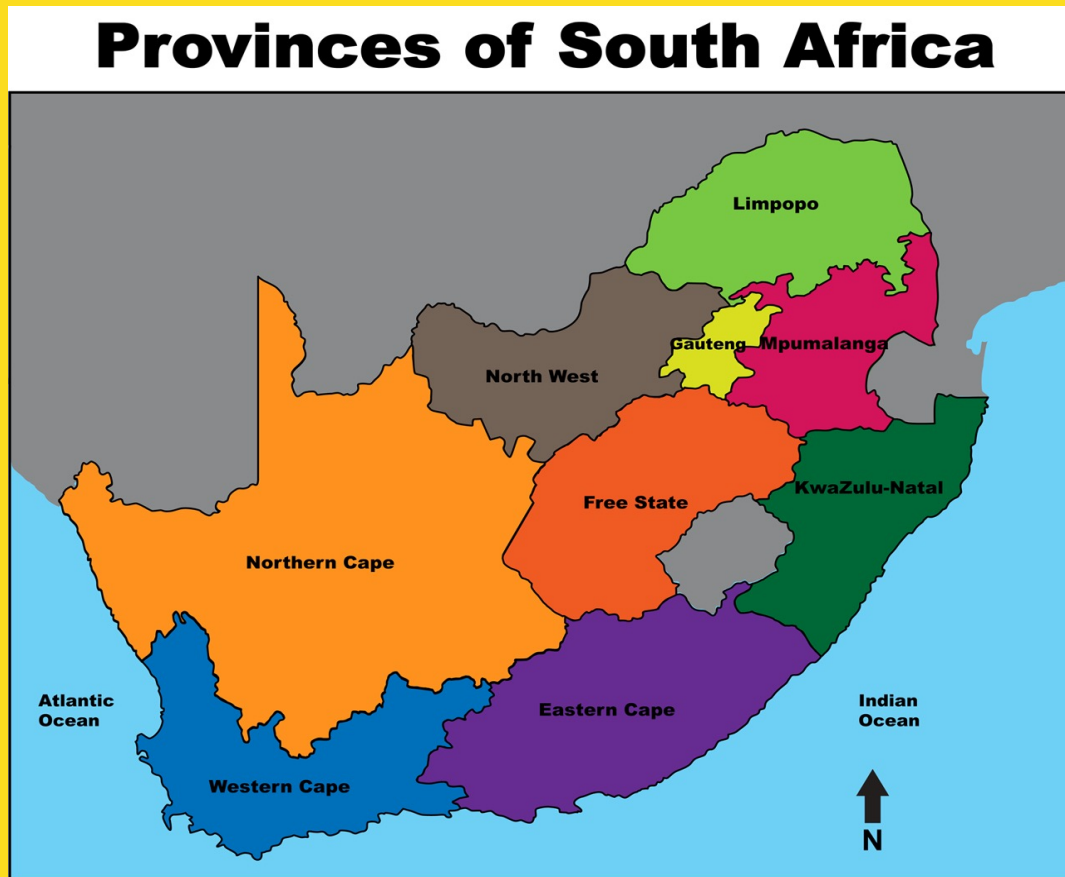 Provinces of South Africa
Limpopo
Gauteng
Mpumalanga
North West
KwaZulu-Natal
Free State
Northern Cape
Atlantic
Ocean
Eastern Cape
Indian
Ocean
Western Cape
N